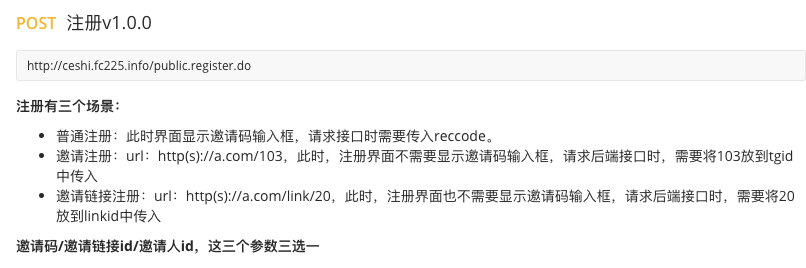 POST 注册v1.0.0
http://ceshi.fc225.info/public.register.do
注册有三个场景：
• 普通注册：此时界面显示邀请码输入框，请求接口时需要传入reccode。
• 邀请注册：url：http(s)://a.com/103，此时，注册界面不需要显示邀请码输入框，请求后端接口时，需要将103放到tgid
中传入
• 邀请链接注册：url：http(s)://a.com/link/20，此时，注册界面也不需要显示邀请码输入框，请求后端接口时，需要将20
放到linkid中传入
邀请码/邀请链接id/邀请人id，这三个参数三选一